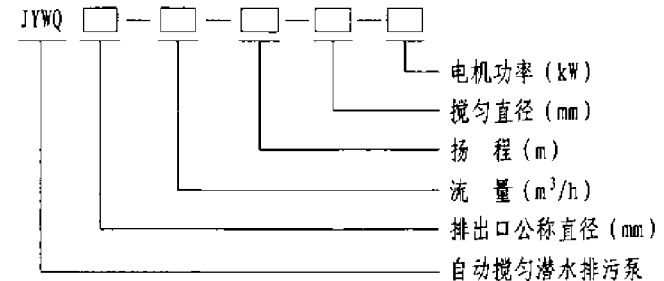 JYWQ □-□-□-□-□
电机功率(kW)
搅匀直径(mm)
扬 程(m)
流 量(m³/h)
排出口公称直径(mm)
自动搅匀潜水排污泵